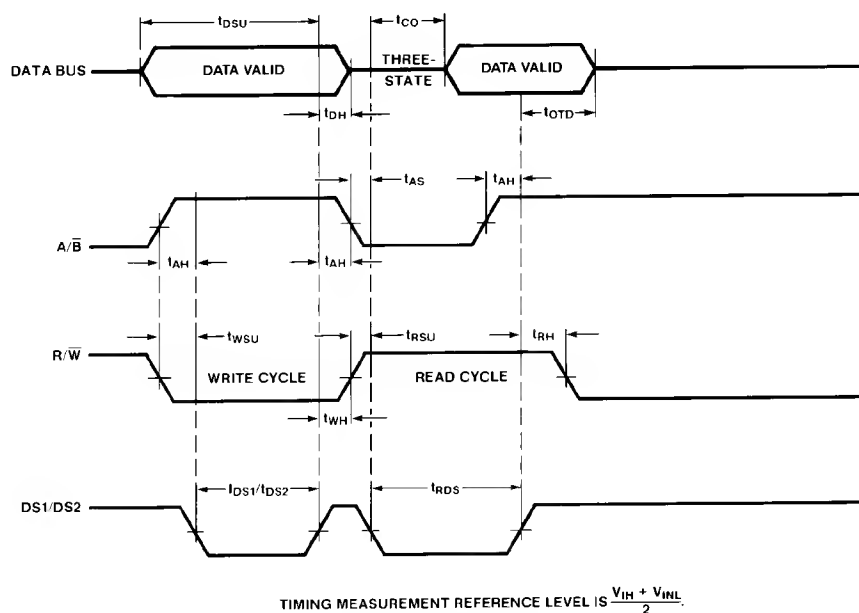 tDSU
tCO
DATA BUS
DATA VALID
THREE-
STATE
DATA VALID
tDH
tOTD
tAS
tAH
A/B̅
tAH
tAH
tWSU
tRSU
tRH
R/W̅
WRITE CYCLE
READ CYCLE
tWH
tDS1/tDS2
tRDS
DS1/DS2
TIMING MEASUREMENT REFERENCE LEVEL IS (VIH + VINL)/2.